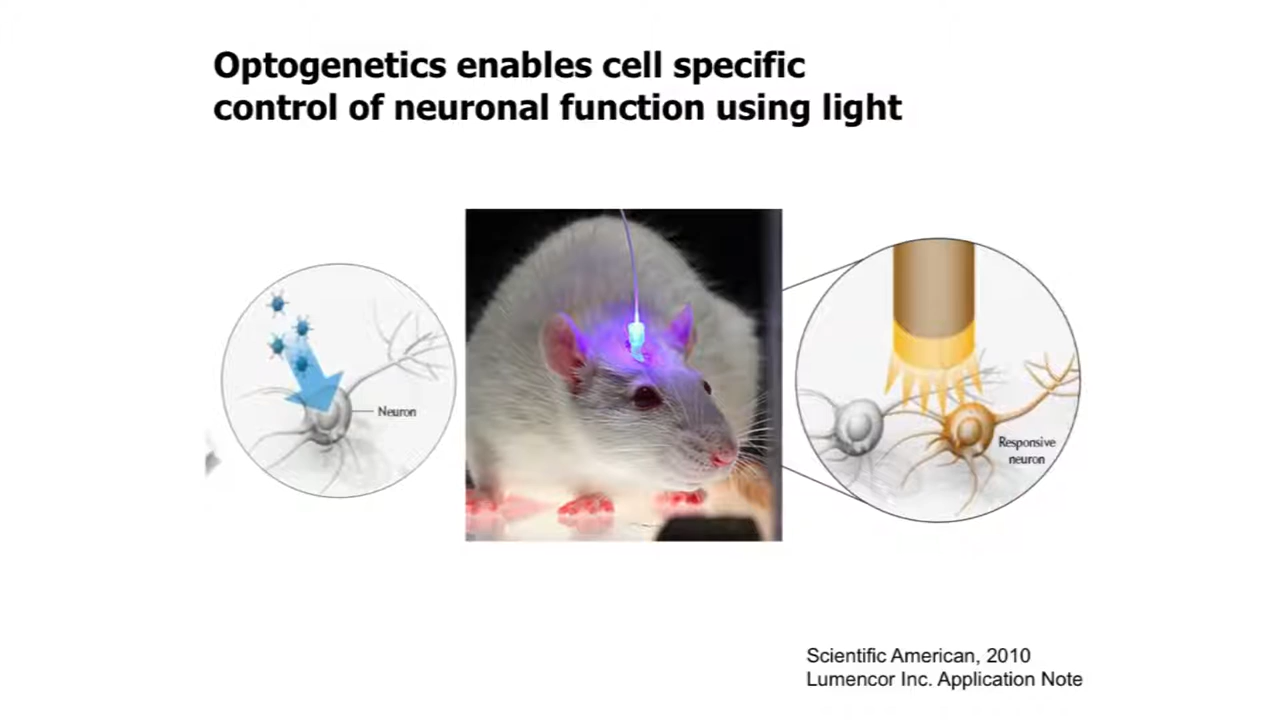 Optogenetics enables cell specific
control of neuronal function using light
Neuron
Responsive
neuron
Scientific American, 2010
Lumencor Inc. Application Note